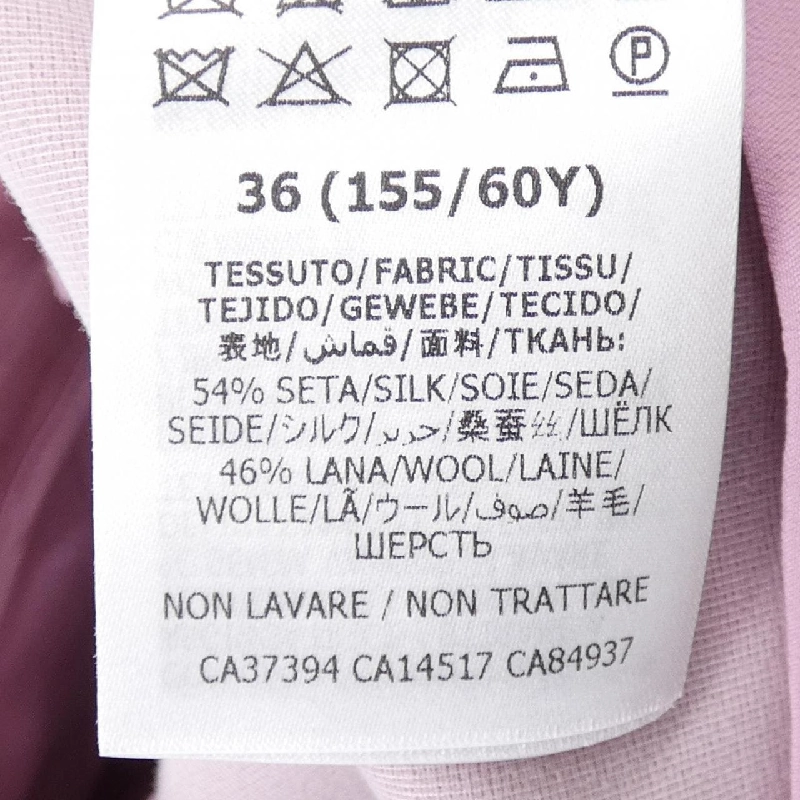 P
36 (155/60Y)
TESSUTO/FABRIC/TISSU/
TEJIDO/GEWEBE/TECIDO/
表地/قماش/面料/ТКАНЬ:
54% SETA/SILK/SOIE/SEDA/
SEIDE/シルク/حرير/桑蚕丝/ШЁЛК
46% LANA/WOOL/LAINE/
WOLLE/LÃ/ウール/صوف/羊毛/
ШЕРСТЬ
NON LAVARE / NON TRATTARE
CA37394 CA14517 CA84937